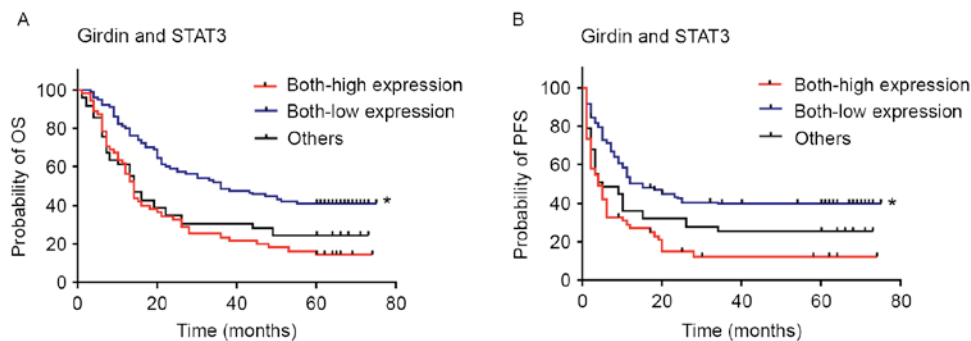 A
Girdin and STAT3
Both-high expression
Both-low expression
Others
Probability of OS
100
80
60
40
20
0
*
0 20 40 60 80
Time (months)
B
Girdin and STAT3
Both-high expression
Both-low expression
Others
Probability of PFS
100
80
60
40
20
0
*
0 20 40 60 80
Time (months)